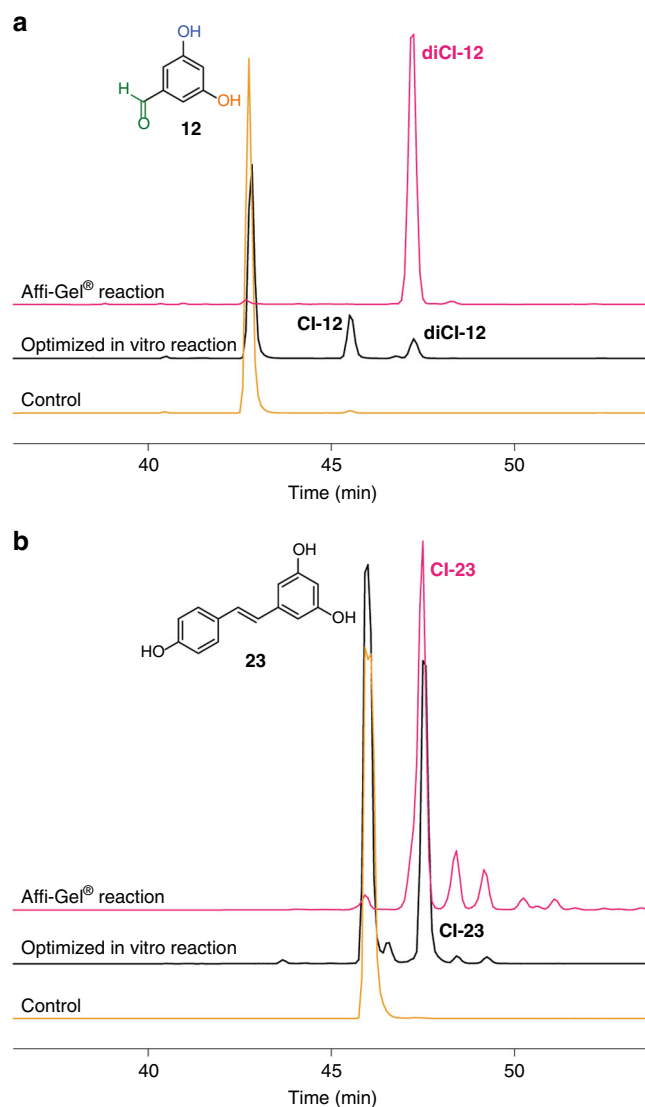 a
OH
H
O
OH
12
diCl-12
Affi-Gel® reaction
Cl-12
diCl-12
Optimized in vitro reaction
Control
40 45 50
Time (min)
b
OH
OH
HO
23
Cl-23
Affi-Gel® reaction
Cl-23
Optimized in vitro reaction
Control
40 45 50
Time (min)